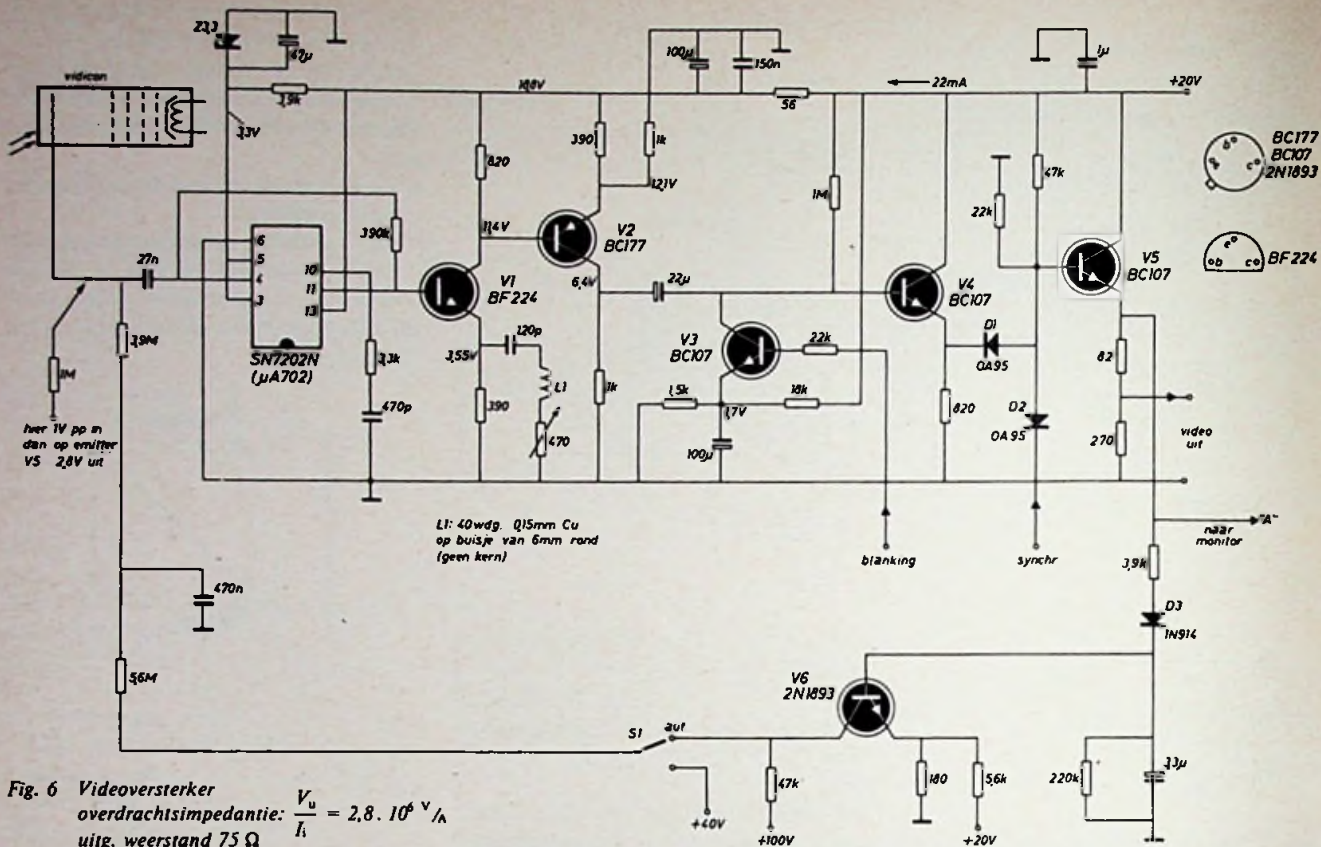 Z3,3
47µ
vidicon
3,9k
3,3V
27n
6
5
4
3
10
11
13
SN7202N
(µA702)
390k
3,3k
470p
1M
3,9M
hier 1V pp in
dan op emitter
V5 2,8V uit
470n
5,6M
820
11,4V
V1
BF224
3,55V
390
120p
L1
470
L1: 40wdg. 0,15mm Cu
op buisje van 6mm rond
(geen kern)
390
1k
12,1V
V2
BC177
6,4V
1k
100µ
150n
56
22mA
22µ
V3
BC107
22k
1,5k
1,7V
18k
100µ
1M
V4
BC107
820
D1
OA95
D2
OA95
22k
47k
1µ
+20V
V5
BC107
82
270
video
uit
blanking
synchr
naar
monitor
"A"
3,9k
D3
1N914
V6
2N1893
S1
aut
+40V
47k
+100V
180
5,6k
+20V
220k
3,3µ
b
e
c
BC177
BC107
2N1893
e
b
c
BF224
Fig. 6 Videoversterker
overdrachtsimpedantie: Vu/Ii = 2,8 . 10⁶ V/A
uitg. weerstand 75 Ω